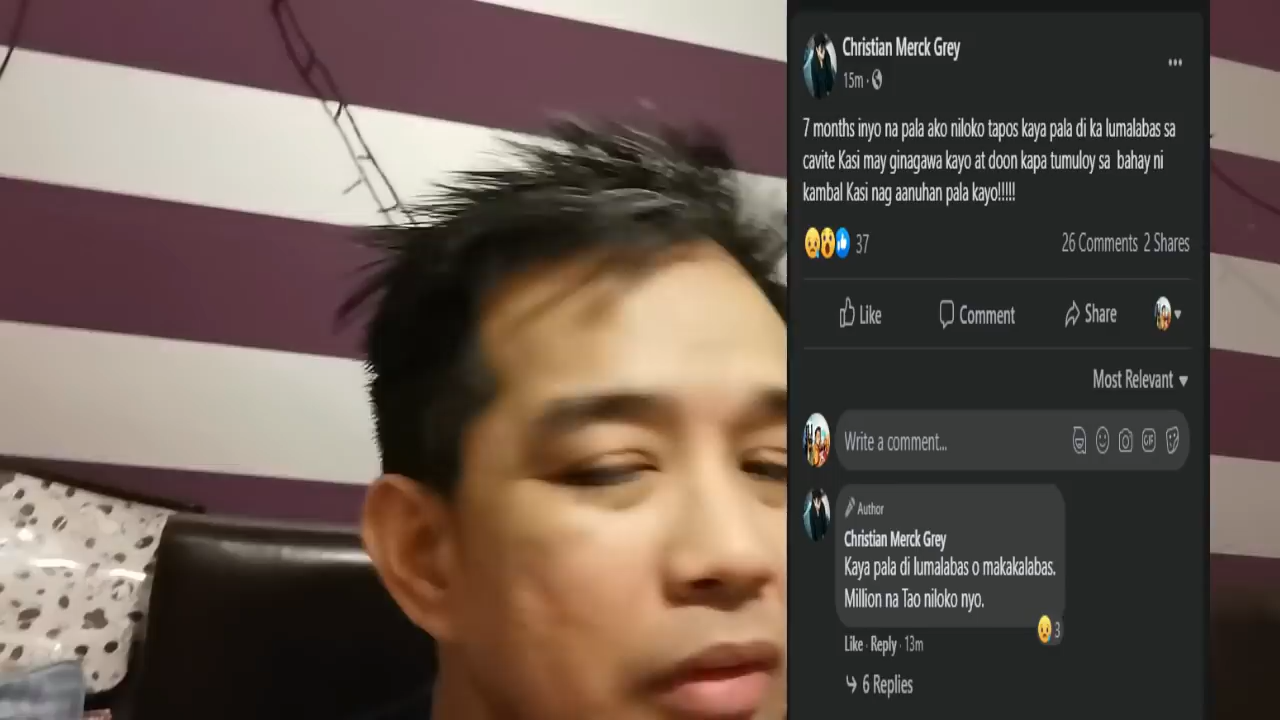 Christian Merck Grey
15m
7 months inyo na pala ako niloko tapos kaya pala di ka lumalabas sa
cavite Kasi may ginagawa kayo at doon kapa tumuloy sa bahay ni
kambal Kasi nag aanuhan pala kayo!!!!!
37
26 Comments 2 Shares
Like
Comment
Share
Most Relevant
Write a comment...
GIF
Author
Christian Merck Grey
Kaya pala di lumalabas o makakalabas.
Million na Tao niloko nyo.
3
Like · Reply · 13m
6 Replies